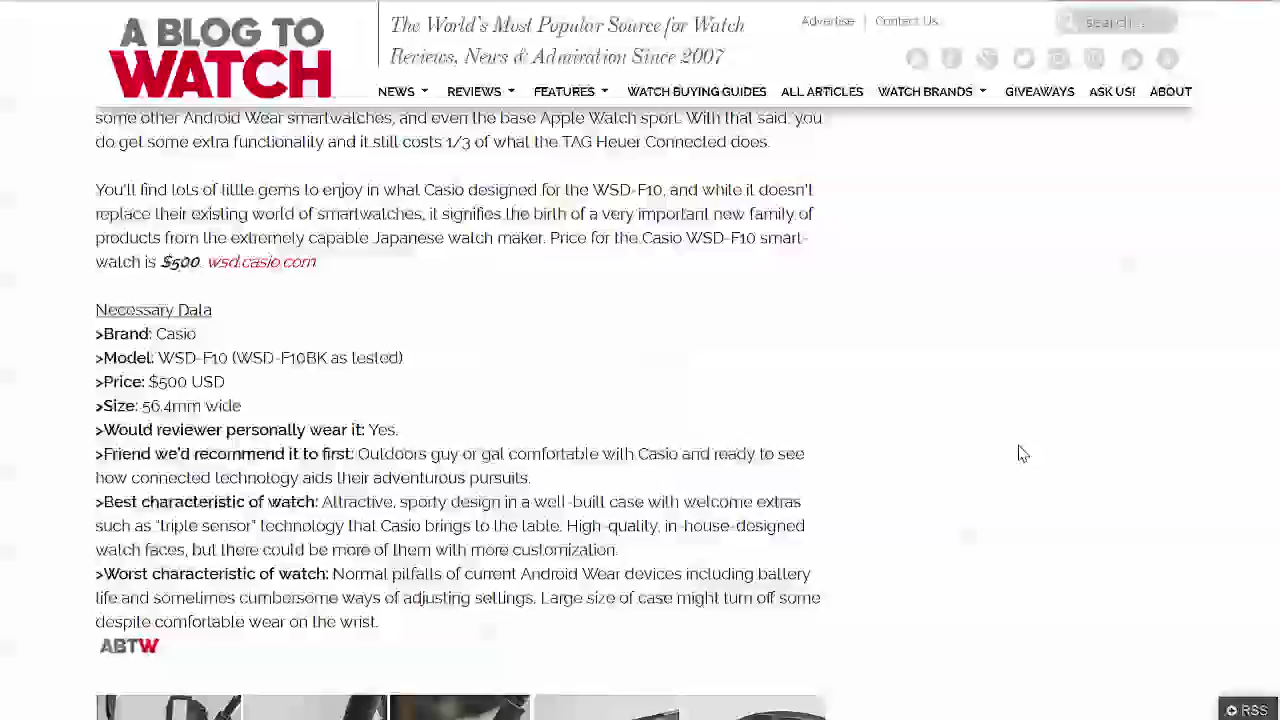 A BLOG TO
WATCH
The World's Most Popular Source for Watch
Reviews, News & Admiration Since 2007
Advertise
Contact Us
Search...
NEWS
REVIEWS
FEATURES
WATCH BUYING GUIDES
ALL ARTICLES
WATCH BRANDS
GIVEAWAYS
ASK US!
ABOUT
some other Android Wear smartwatches, and even the base Apple Watch sport. With that said, you
do get some extra functionality and it still costs 1/3 of what the TAG Heuer Connected does.
You'll find lots of little gems to enjoy in what Casio designed for the WSD-F10, and while it doesn't
replace their existing world of smartwatches, it signifies the birth of a very important new family of
products from the extremely capable Japanese watch maker. Price for the Casio WSD-F10 smart-
watch is $500. wsd.casio.com
Necessary Data
>Brand: Casio
>Model: WSD-F10 (WSD-F10BK as tested)
>Price: $500 USD
>Size: 56.4mm wide
>Would reviewer personally wear it: Yes.
>Friend we'd recommend it to first: Outdoors guy or gal comfortable with Casio and ready to see
how connected technology aids their adventurous pursuits.
>Best characteristic of watch: Attractive, sporty design in a well-built case with welcome extras
such as "triple sensor" technology that Casio brings to the table. High-quality, in-house-designed
watch faces, but there could be more of them with more customization.
>Worst characteristic of watch: Normal pitfalls of current Android Wear devices including battery
life and sometimes cumbersome ways of adjusting settings. Large size of case might turn off some
despite comfortable wear on the wrist.
ABTW
RSS